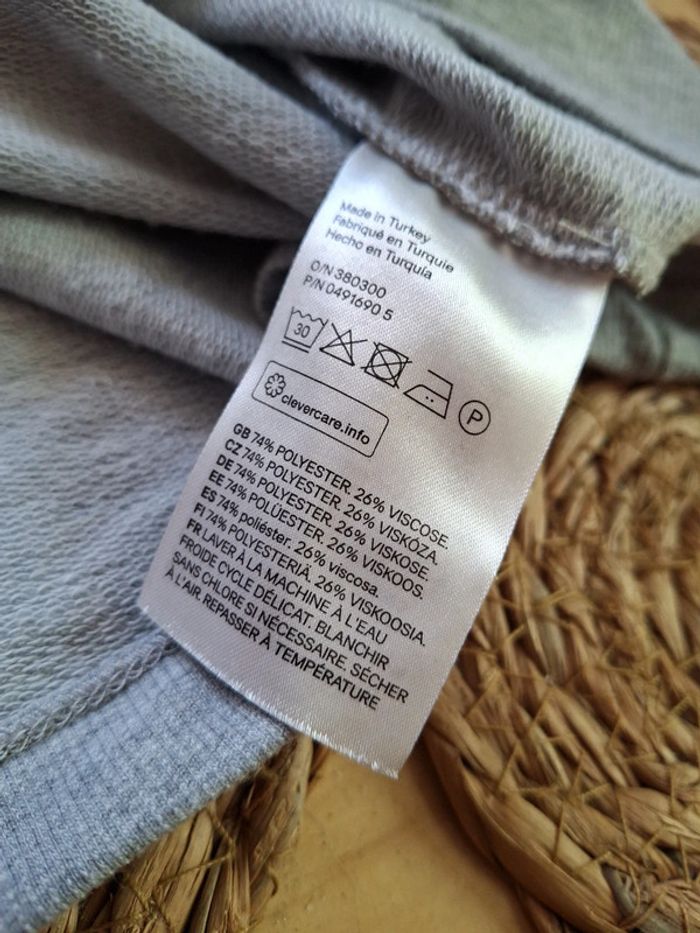 Made in Turkey
Fabriqué en Turquie
Hecho en Turquía
O/N 380300
P/N 0491690 5
30
P
clevercare.info
GB 74% POLYESTER. 26% VISCOSE.
CZ 74% POLYESTER. 26% VISKÓZA.
DE 74% POLYESTER. 26% VISKOSE.
EE 74% POLÜESTER. 26% VISKOOS.
ES 74% poliéster. 26% viscosa.
FI 74% POLYESTERIÄ. 26% VISKOOSIA.
FR LAVER À LA MACHINE À L'EAU
FROIDE CYCLE DÉLICAT. BLANCHIR
SANS CHLORE SI NÉCESSAIRE. SÉCHER
À L'AIR. REPASSER À TEMPÉRATURE